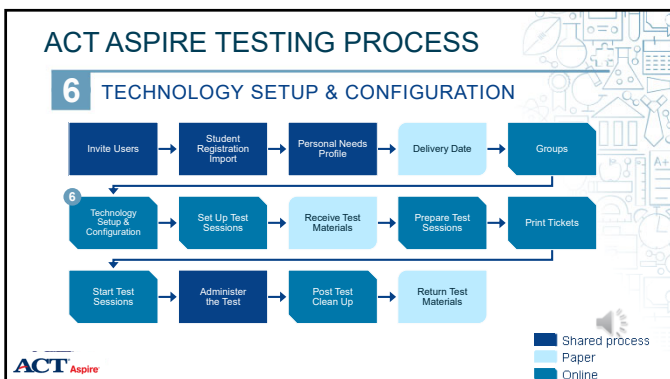 ACT ASPIRE TESTING PROCESS
6 TECHNOLOGY SETUP & CONFIGURATION
Invite Users
Student
Registration
Import
Personal Needs
Profile
Delivery Date
Groups
6
Technology
Setup &
Configuration
Set Up Test
Sessions
Receive Test
Materials
Prepare Test
Sessions
Print Tickets
Start Test
Sessions
Administer
the Test
Post Test
Clean Up
Return Test
Materials
Shared process
Paper
Online
ACT Aspire
A+